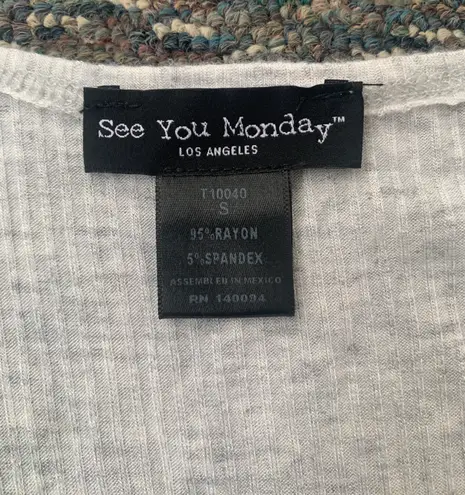 See You Monday™
LOS ANGELES
T10040
S
95%RAYON
5%SPANDEX
ASSEMBLED IN MEXICO
RN 140094